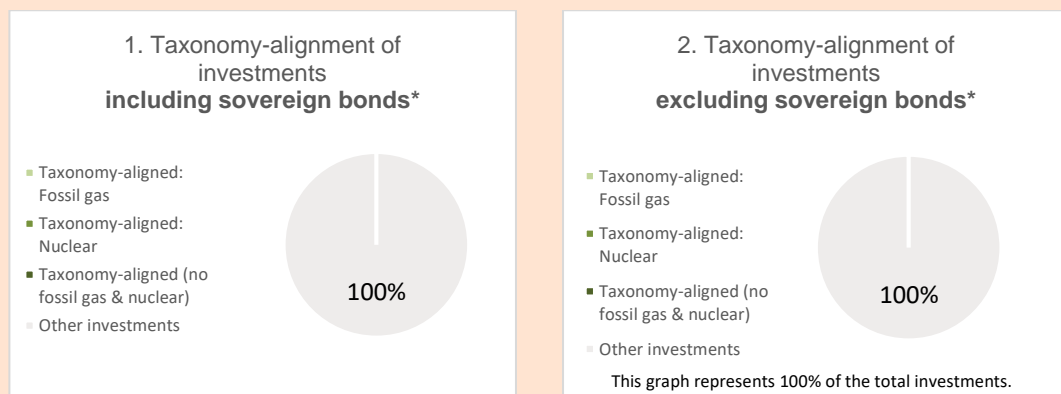 1. Taxonomy-alignment of
investments
including sovereign bonds*
Taxonomy-aligned:
Fossil gas
Taxonomy-aligned:
Nuclear
Taxonomy-aligned (no
fossil gas & nuclear)
Other investments
100%
2. Taxonomy-alignment of
investments
excluding sovereign bonds*
Taxonomy-aligned:
Fossil gas
Taxonomy-aligned:
Nuclear
Taxonomy-aligned (no
fossil gas & nuclear)
Other investments
100%
This graph represents 100% of the total investments.